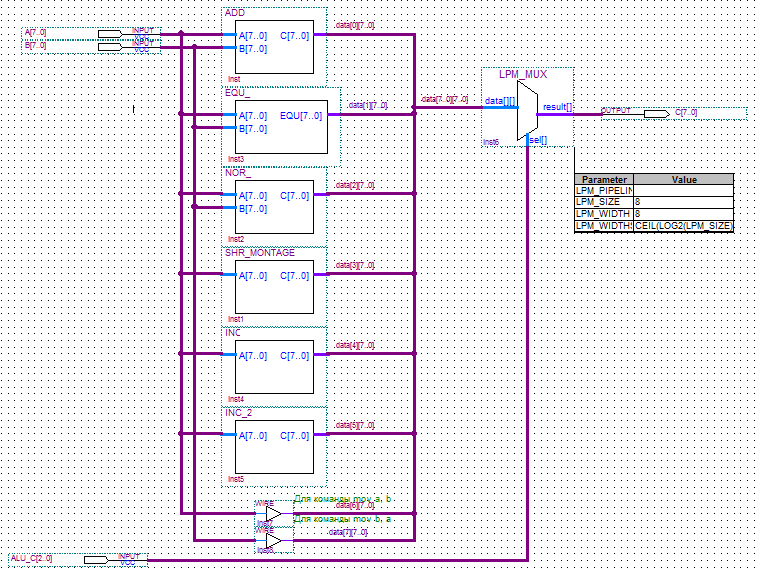 A[7..0] INPUT VCC
B[7..0] INPUT VCC
ADD
A[7..0] C[7..0]
B[7..0]
Inst
data[0][7..0]
EQU_
A[7..0] EQU[7..0]
B[7..0]
Inst3
data[1][7..0]
NOR_
A[7..0] C[7..0]
B[7..0]
Inst2
data[2][7..0]
SHR_MONTAGE
A[7..0] C[7..0]
Inst1
data[3][7..0]
INC
A[7..0] C[7..0]
Inst4
data[4][7..0]
INC_2
A[7..0] C[7..0]
Inst5
data[5][7..0]
WIRE
Для команды mov a, b
data[6][7..0]
WIRE
Для команды mov b, a
data[7][7..0]
ALU_C[2..0] INPUT VCC
data[7..0][7..0]
LPM_MUX
data[][]
result[]
sel[]
Inst6
OUTPUT C[7..0]
Parameter Value
LPM_PIPELIN
LPM_SIZE 8
LPM_WIDTH 8
LPM_WIDTHS CEIL(LOG2(LPM_SIZE)